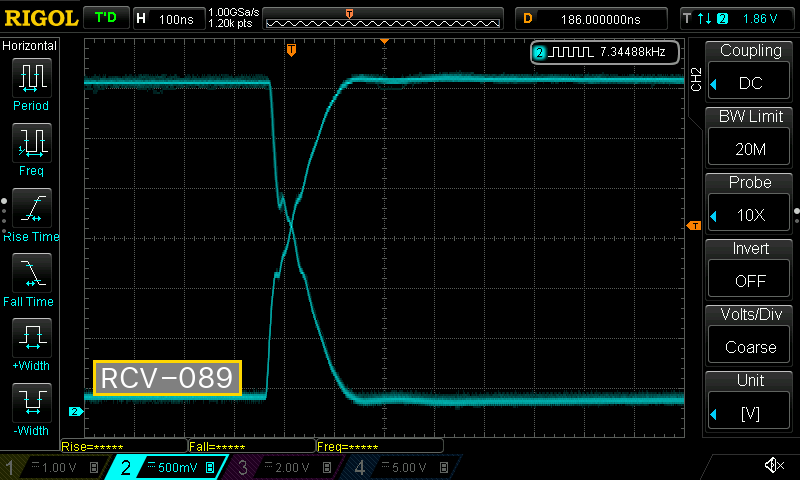 RIGOL T'D H 100ns 1.00GSa/s 1.20k pts T D 186.000000ns T 2 1.86 V
Horizontal
Period
Freq
Rise Time
Fall Time
+Width
-Width
T
2 7.34488kHz
T
2
RCV-089
Rise=***** Fall=***** Freq=*****
CH2
Coupling
DC
BW Limit
20M
Probe
10X
Invert
OFF
Volts/Div
Coarse
Unit
[V]
1 1.00 V B 2 500mV B 3 2.00 V B 4 5.00 V B